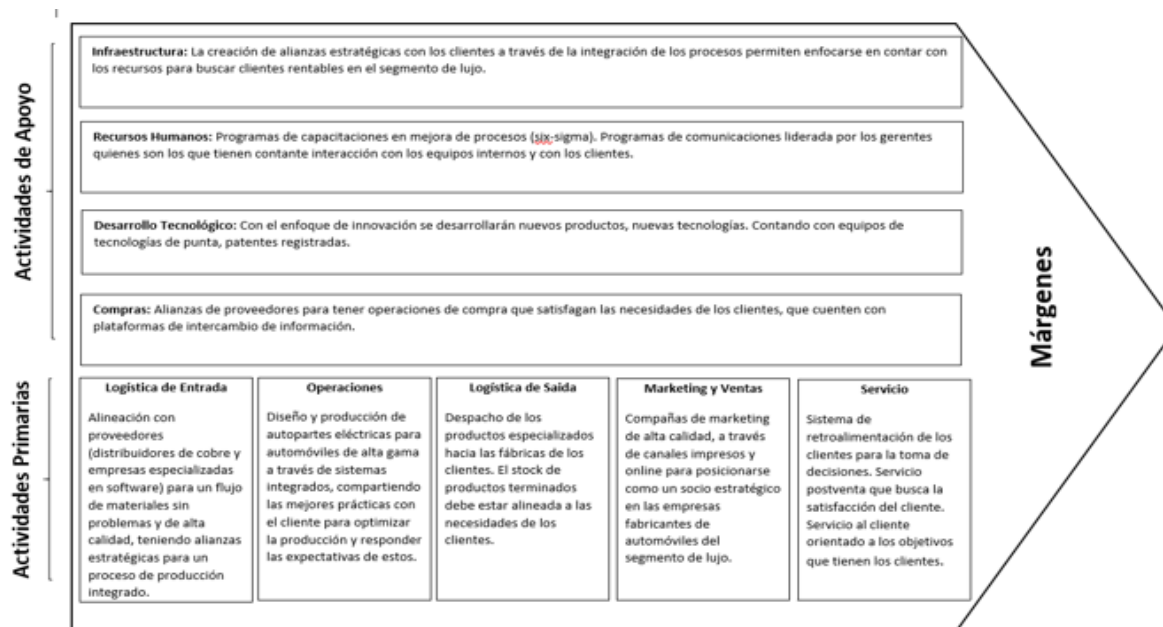 Actividades de Apoyo
Infraestructura: La creación de alianzas estratégicas con los clientes a través de la integración de los procesos permiten enfocarse en contar con
los recursos para buscar clientes rentables en el segmento de lujo.
Recursos Humanos: Programas de capacitaciones en mejora de procesos (six-sigma). Programas de comunicaciones liderada por los gerentes
quienes son los que tienen contante interacción con los equipos internos y con los clientes.
Desarrollo Tecnológico: Con el enfoque de innovación se desarrollarán nuevos productos, nuevas tecnologías. Contando con equipos de
tecnologías de punta, patentes registradas.
Compras: Alianzas de proveedores para tener operaciones de compra que satisfagan las necesidades de los clientes, que cuenten con
plataformas de intercambio de información.
Actividades Primarias
Logística de Entrada
Alineación con
proveedores
(distribuidores de cobre y
empresas especializadas
en software) para un flujo
de materiales sin
problemas y de alta
calidad, teniendo alianzas
estratégicas para un
proceso de producción
integrado.
Operaciones
Diseño y producción de
autopartes eléctricas para
automóviles de alta gama
a través de sistemas
integrados, compartiendo
las mejores prácticas con
el cliente para optimizar
la producción y responder
las expectativas de estos.
Logística de Saida
Despacho de los
productos especializados
hacia las fábricas de los
clientes. El stock de
productos terminados
debe estar alineada a las
necesidades de los
clientes.
Marketing y Ventas
Compañas de marketing
de alta calidad, a través
de canales impresos y
online para posicionarse
como un socio estratégico
en las empresas
fabricantes de
automóviles del
segmento de lujo.
Servicio
Sistema de
retroalimentación de los
clientes para la toma de
decisiones. Servicio
postventa que busca la
satisfacción del cliente.
Servicio al cliente
orientado a los objetivos
que tienen los clientes.
Márgenes